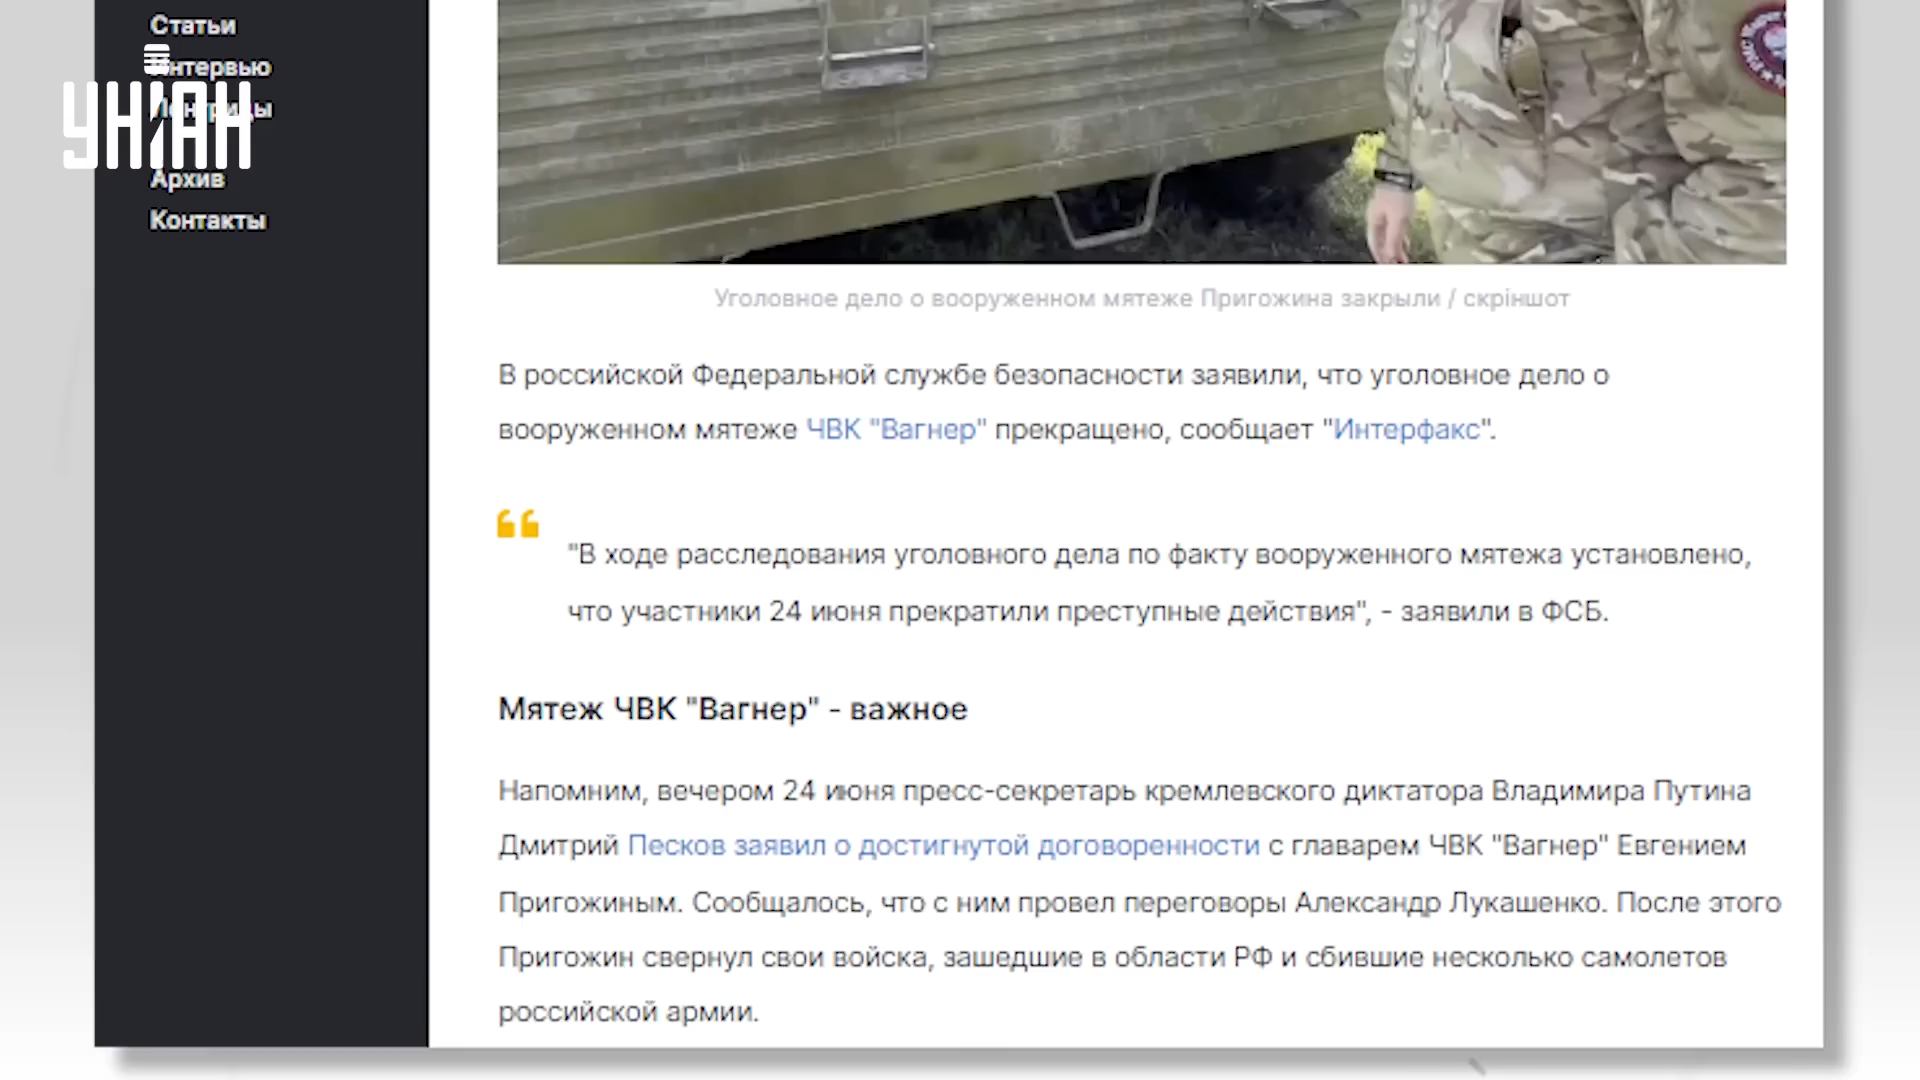 Статьи
УНІАН
Архив
Контакты
Уголовное дело о вооруженном мятеже Пригожина закрыли / скріншот
В российской Федеральной службе безопасности заявили, что уголовное дело о
вооруженном мятеже ЧВК "Вагнер" прекращено, сообщает "Интерфакс".
"В ходе расследования уголовного дела по факту вооруженного мятежа установлено,
что участники 24 июня прекратили преступные действия", - заявили в ФСБ.
Мятеж ЧВК "Вагнер" - важное
Напомним, вечером 24 июня пресс-секретарь кремлевского диктатора Владимира Путина
Дмитрий Песков заявил о достигнутой договоренности с главарем ЧВК "Вагнер" Евгением
Пригожиным. Сообщалось, что с ним провел переговоры Александр Лукашенко. После этого
Пригожин свернул свои войска, зашедшие в области РФ и сбившие несколько самолетов
российской армии.